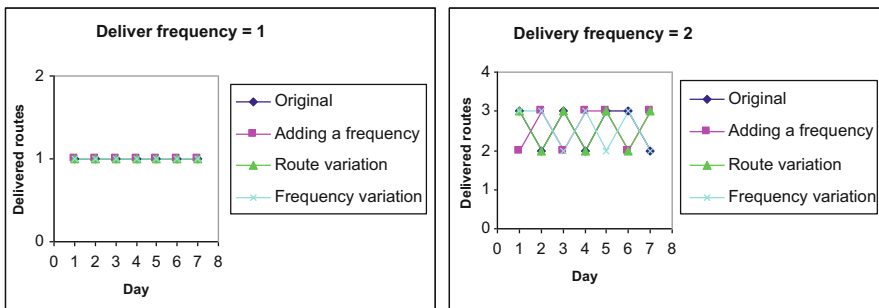 Deliver frequency = 1
2
1
0
Delivered routes
0 1 2 3 4 5 6 7 8
Day
Original
Adding a frequency
Route variation
Frequency variation
Delivery frequency = 2
4
3
2
1
0
Delivered routes
0 1 2 3 4 5 6 7 8
Day
Original
Adding a frequency
Route variation
Frequency variation